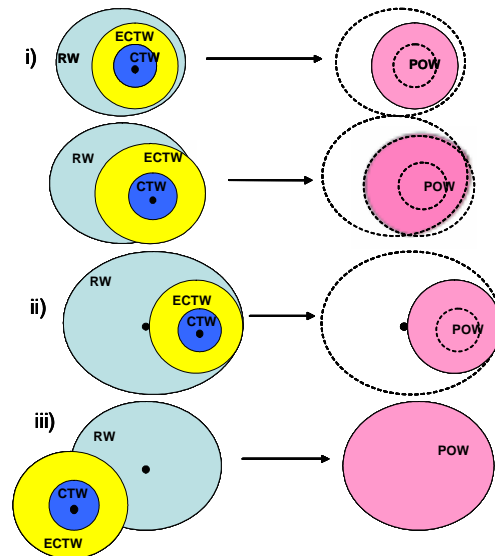 ECTW
i) RW CTW POW
RW ECTW
CTW POW
RW
ii) ECTW
CTW POW
iii)
RW POW
CTW
ECTW